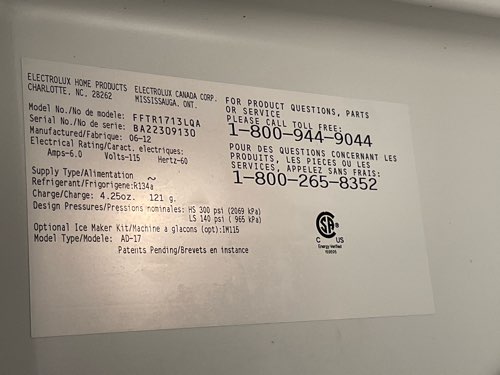 ELECTROLUX HOME PRODUCTS
CHARLOTTE, NC. 28262
ELECTROLUX CANADA CORP.
MISSISSAUGA. ONT.
Model No./No de modele: FFTR1713LQA
Serial No./No de serie: BA22309130
Manufactured/Fabrique: 06-12
Electrical Rating/Caract. electriques:
Amps-6.0 Volts-115 Hertz-60
Supply Type/Alimentation ~
Refrigerant/Frigorigene:R134a
Charge/Charge: 4.25oz. 121 g.
Design Pressures/Pressions nominales: HS 300 psi (2069 kPa)
LS 140 psi ( 965 kPa)
Optional Ice Maker Kit/Machine a glacons (opt):IM115
Model Type/Modele: AD-17
Patents Pending/Brevets en instance
FOR PRODUCT QUESTIONS, PARTS
OR SERVICE
PLEASE CALL TOLL FREE:
1-800-944-9044
POUR DES QUESTIONS CONCERNANT LES
PRODUITS, LES PIECES OU LES
SERVICES, APPELEZ SANS FRAIS:
1-800-265-8352
C US
Energy Verified